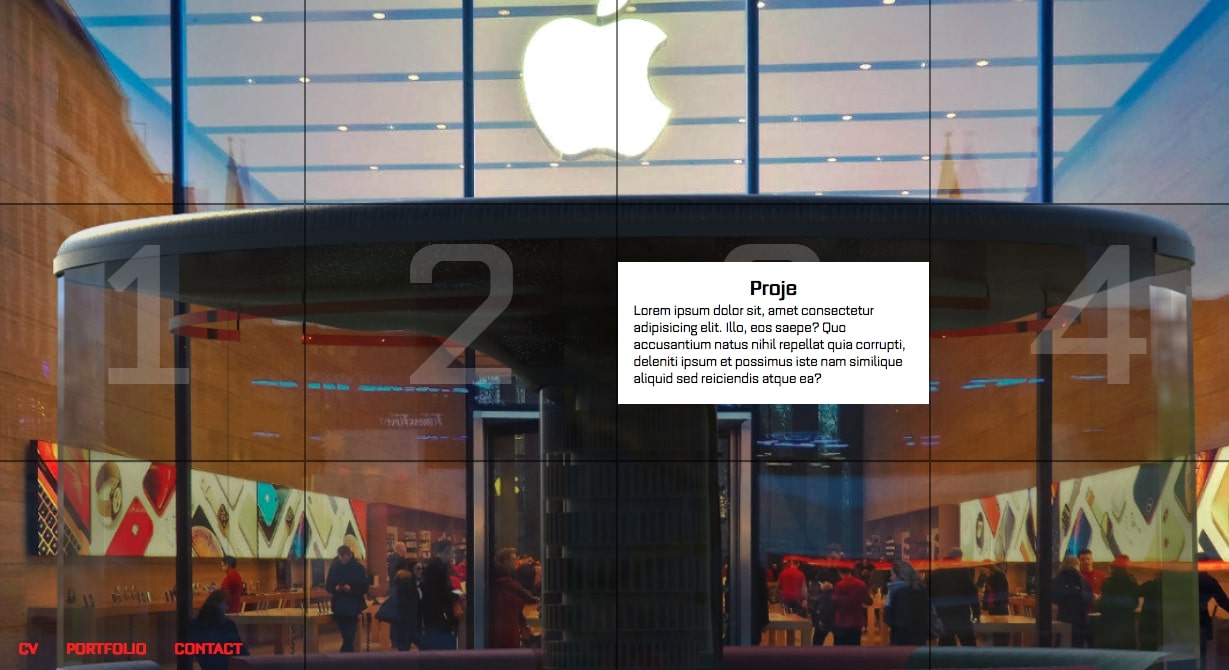 1 2 4
Proje
Lorem ipsum dolor sit, amet consectetur
adipisicing elit. Illo, eos saepe? Quo
accusantium natus nihil repellat quia corrupti,
deleniti ipsum et possimus iste nam similique
aliquid sed reiciendis atque ea?
CV PORTFOLIO CONTACT